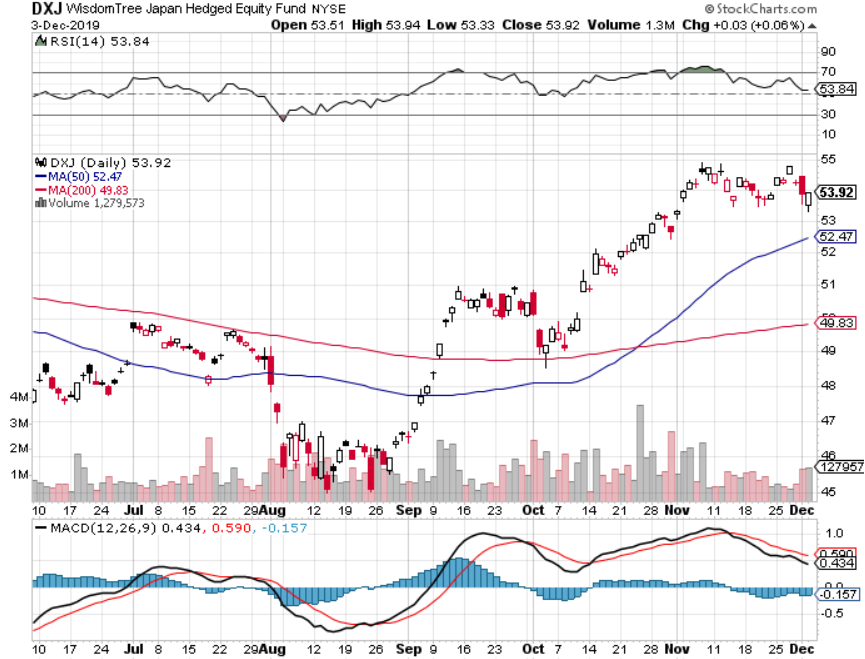 DXJ WisdomTree Japan Hedged Equity Fund NYSE © StockCharts.com
3-Dec-2019 Open 53.51 High 53.94 Low 53.33 Close 53.92 Volume 1.3M Chg +0.03 (+0.06%)
RSI(14) 53.84
90
70
53.84
30
10
DXJ (Daily) 53.92
MA(50) 52.47
MA(200) 49.83
Volume 1,279,573
55
53.92
53
52.47
52
51
50
49.83
49
48
47
46
45
4M
3M
2M
1M
127957
10 17 24 Jul 8 15 22 29 Aug 12 19 26 Sep 9 16 23 Oct 7 14 21 28 Nov 11 18 25 Dec
MACD(12,26,9) 0.434, 0.590, -0.157
1.0
0.590
0.434
0.0
-0.157
-0.5
10 17 24 Jul 8 15 22 29 Aug 12 19 26 Sep 9 16 23 Oct 7 14 21 28 Nov 11 18 25 Dec